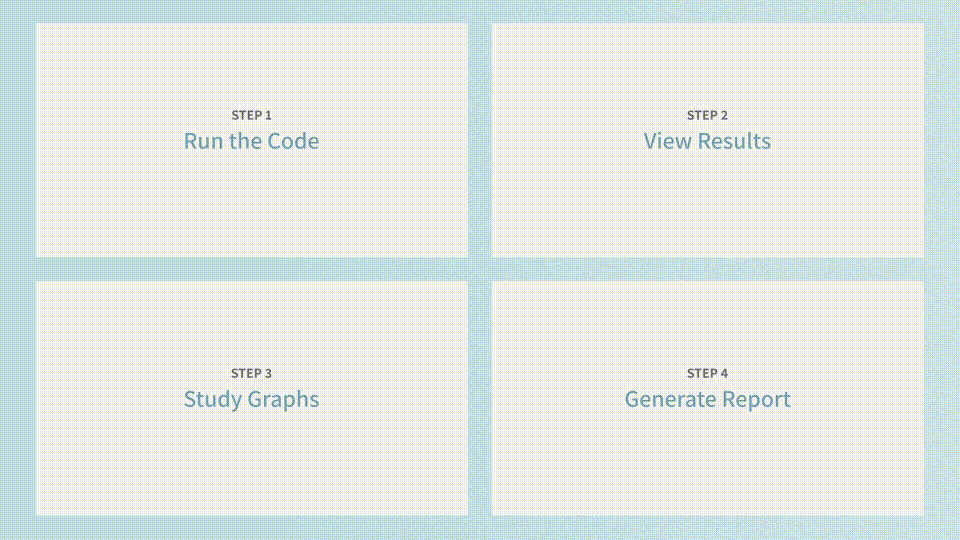 STEP 1
Run the Code
STEP 2
View Results
STEP 3
Study Graphs
STEP 4
Generate Report